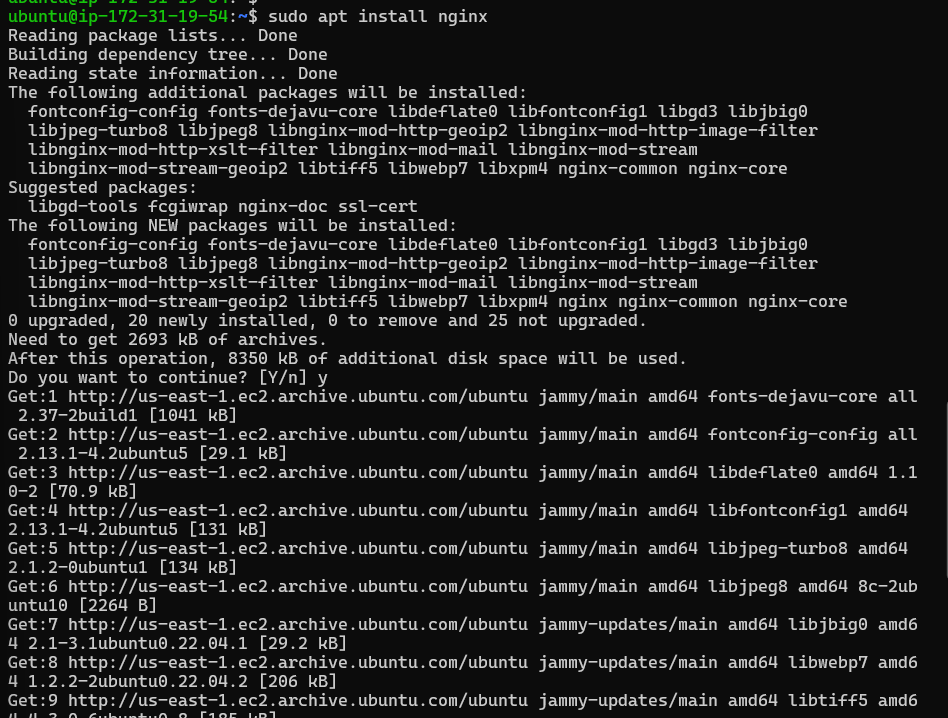 ubuntu@ip-172-31-19-54:~$
ubuntu@ip-172-31-19-54:~$ sudo apt install nginx
Reading package lists... Done
Building dependency tree... Done
Reading state information... Done
The following additional packages will be installed:
  fontconfig-config fonts-dejavu-core libdeflate0 libfontconfig1 libgd3 libjbig0
  libjpeg-turbo8 libjpeg8 libnginx-mod-http-geoip2 libnginx-mod-http-image-filter
  libnginx-mod-http-xslt-filter libnginx-mod-mail libnginx-mod-stream
  libnginx-mod-stream-geoip2 libtiff5 libwebp7 libxpm4 nginx-common nginx-core
Suggested packages:
  libgd-tools fcgiwrap nginx-doc ssl-cert
The following NEW packages will be installed:
  fontconfig-config fonts-dejavu-core libdeflate0 libfontconfig1 libgd3 libjbig0
  libjpeg-turbo8 libjpeg8 libnginx-mod-http-geoip2 libnginx-mod-http-image-filter
  libnginx-mod-http-xslt-filter libnginx-mod-mail libnginx-mod-stream
  libnginx-mod-stream-geoip2 libtiff5 libwebp7 libxpm4 nginx nginx-common nginx-core
0 upgraded, 20 newly installed, 0 to remove and 25 not upgraded.
Need to get 2693 kB of archives.
After this operation, 8350 kB of additional disk space will be used.
Do you want to continue? [Y/n] y
Get:1 http://us-east-1.ec2.archive.ubuntu.com/ubuntu jammy/main amd64 fonts-dejavu-core all
 2.37-2build1 [1041 kB]
Get:2 http://us-east-1.ec2.archive.ubuntu.com/ubuntu jammy/main amd64 fontconfig-config all
 2.13.1-4.2ubuntu5 [29.1 kB]
Get:3 http://us-east-1.ec2.archive.ubuntu.com/ubuntu jammy/main amd64 libdeflate0 amd64 1.1
0-2 [70.9 kB]
Get:4 http://us-east-1.ec2.archive.ubuntu.com/ubuntu jammy/main amd64 libfontconfig1 amd64
2.13.1-4.2ubuntu5 [131 kB]
Get:5 http://us-east-1.ec2.archive.ubuntu.com/ubuntu jammy/main amd64 libjpeg-turbo8 amd64
2.1.2-0ubuntu1 [134 kB]
Get:6 http://us-east-1.ec2.archive.ubuntu.com/ubuntu jammy/main amd64 libjpeg8 amd64 8c-2ub
untu10 [2264 B]
Get:7 http://us-east-1.ec2.archive.ubuntu.com/ubuntu jammy-updates/main amd64 libjbig0 amd6
4 2.1-3.1ubuntu0.22.04.1 [29.2 kB]
Get:8 http://us-east-1.ec2.archive.ubuntu.com/ubuntu jammy-updates/main amd64 libwebp7 amd6
4 1.2.2-2ubuntu0.22.04.2 [206 kB]
Get:9 http://us-east-1.ec2.archive.ubuntu.com/ubuntu jammy-updates/main amd64 libtiff5 amd6